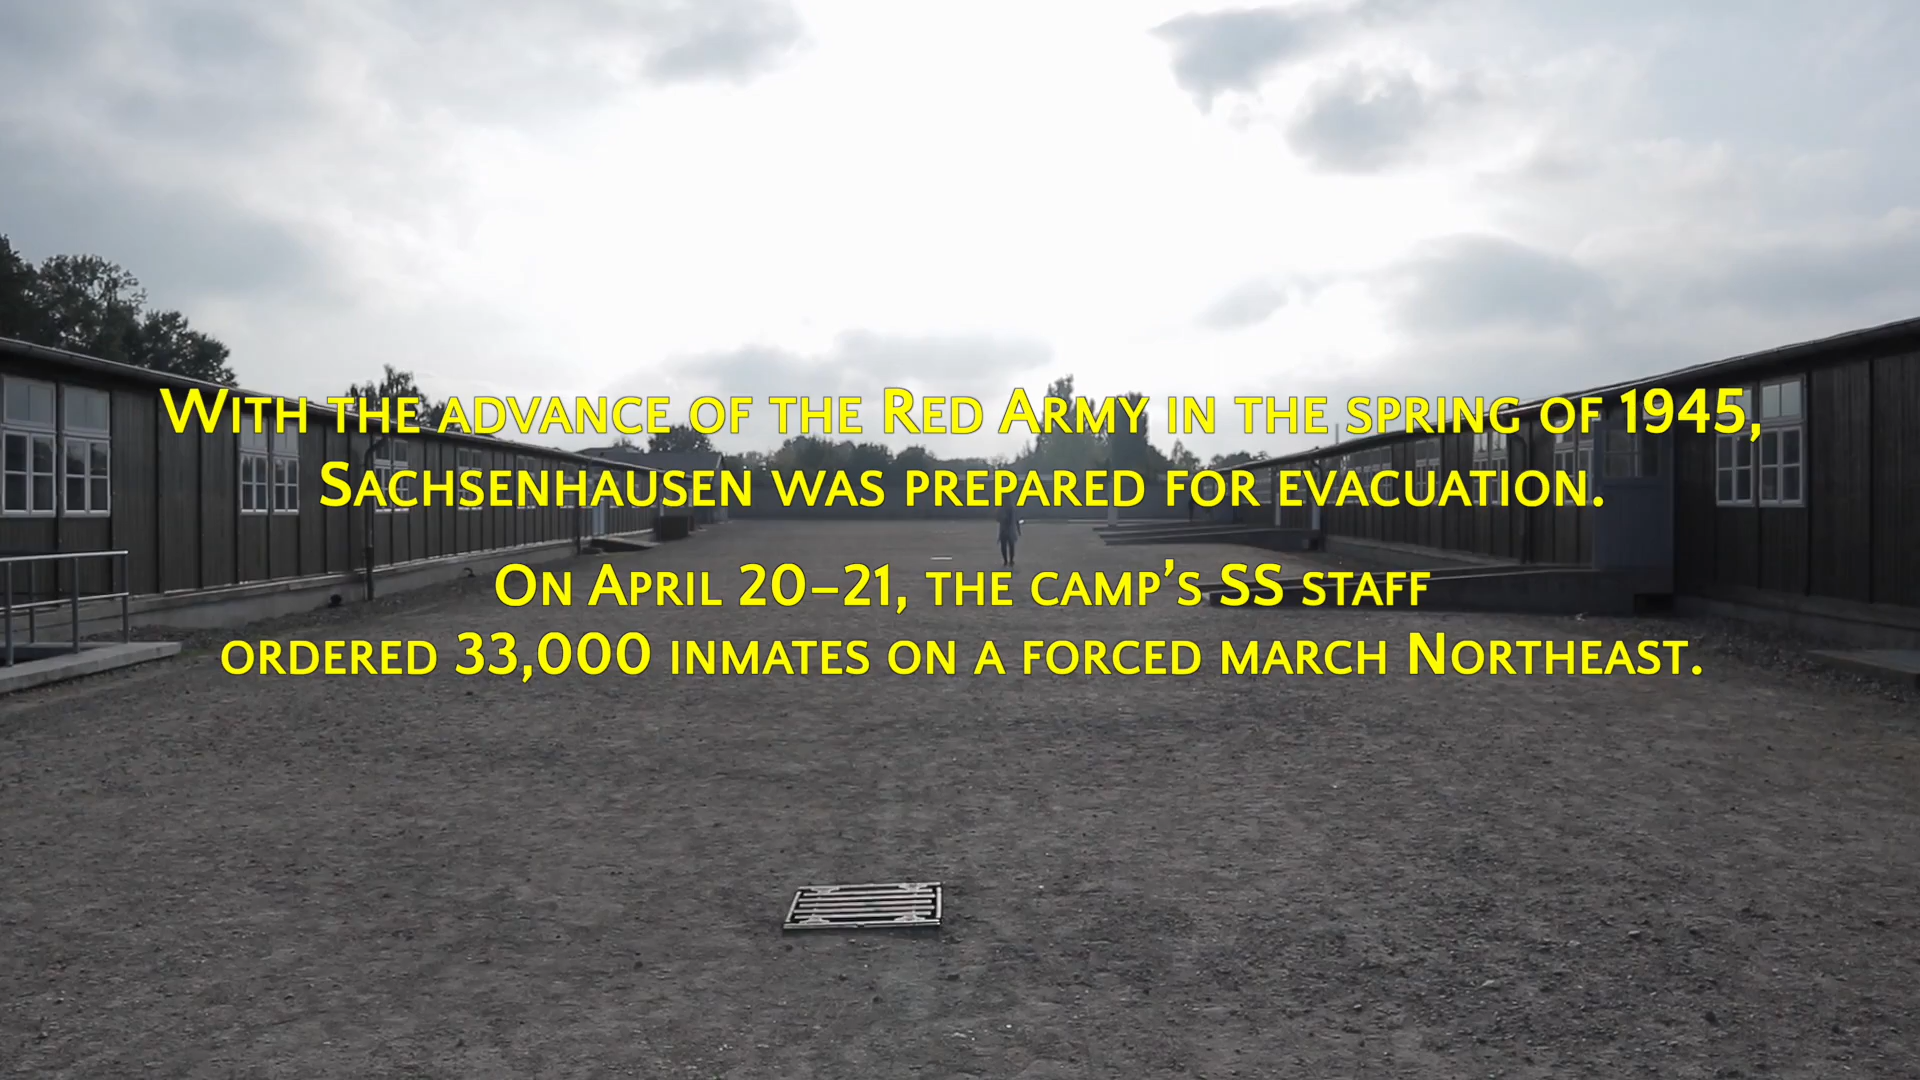 With the advance of the Red Army in the spring of 1945,
Sachsenhausen was prepared for evacuation.
On April 20–21, the camp’s SS staff
ordered 33,000 inmates on a forced march Northeast.